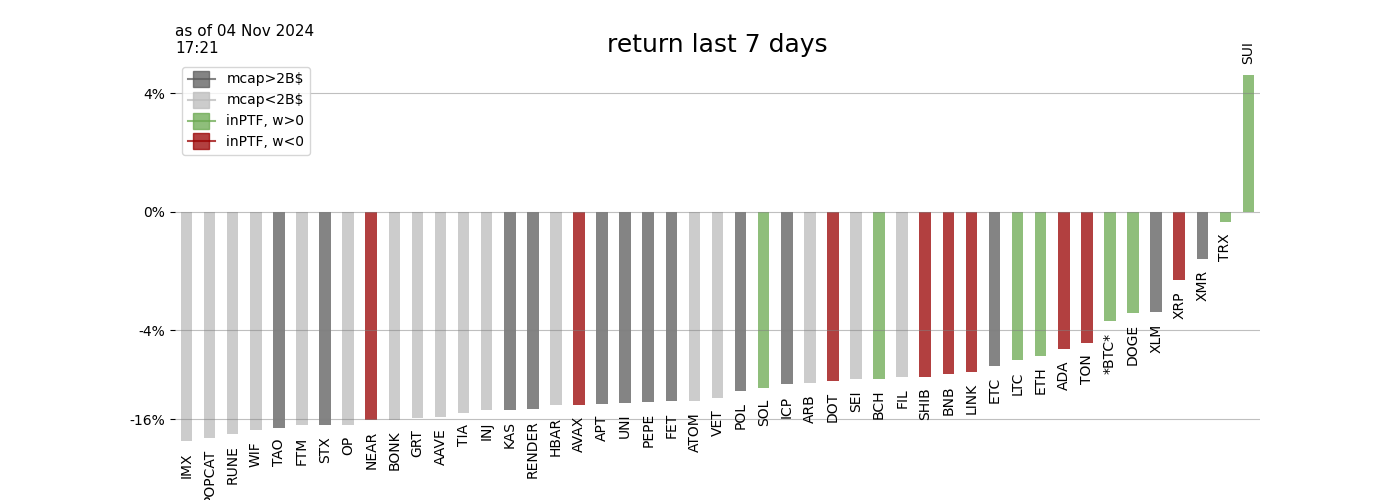 as of 04 Nov 2024
17:21
return last 7 days
mcap>2B$
mcap<2B$
inPTF, w>0
inPTF, w<0
4%
0%
-4%
-16%
IMX
POPCAT
RUNE
WIF
TAO
FTM
STX
OP
NEAR
BONK
GRT
AAVE
TIA
INJ
KAS
RENDER
HBAR
AVAX
APT
UNI
PEPE
FET
ATOM
VET
POL
SOL
ICP
ARB
DOT
SEI
BCH
FIL
SHIB
BNB
LINK
ETC
LTC
ETH
ADA
TON
*BTC*
DOGE
XLM
XRP
XMR
TRX
SUI